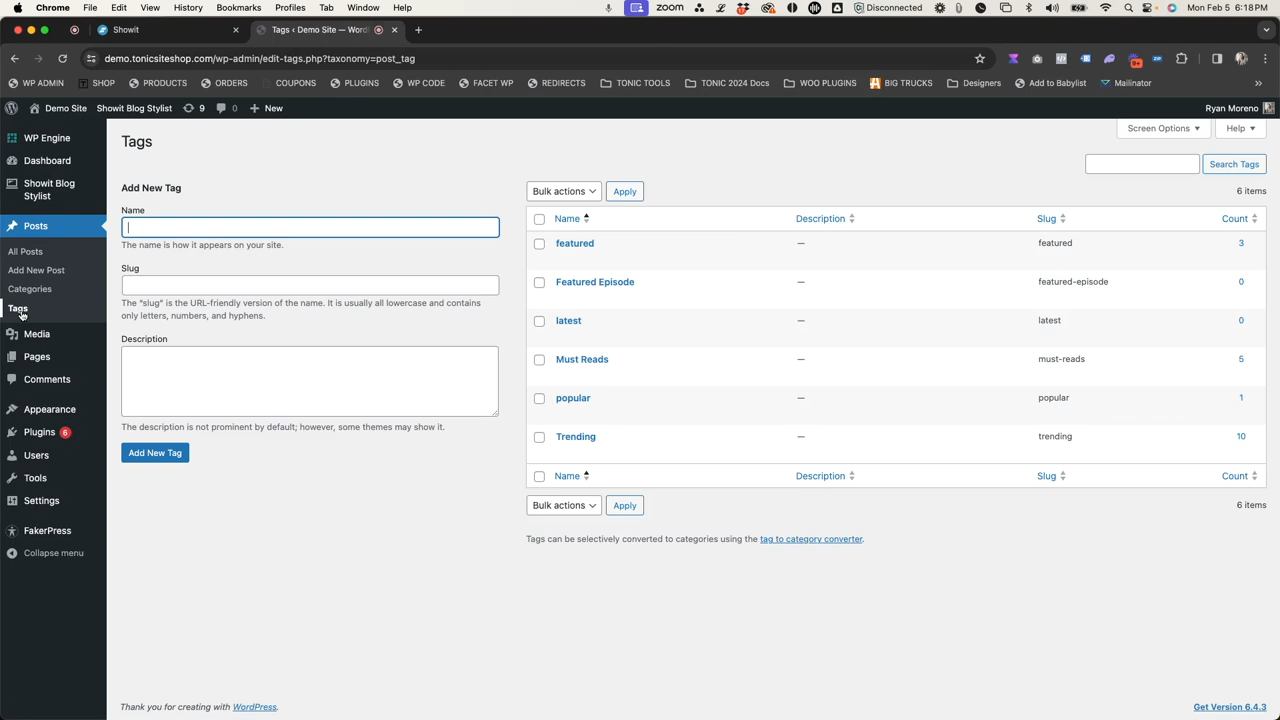 Chrome File Edit View History Bookmarks Profiles Tab Window Help zoom Disconnected Mon Feb 5 6:18 PM
Showit Tags ‹ Demo Site — Word
demo.tonicsiteshop.com/wp-admin/edit-tags.php?taxonomy=post_tag
WP ADMIN SHOP PRODUCTS ORDERS COUPONS PLUGINS WP CODE FACET WP REDIRECTS TONIC TOOLS TONIC 2024 Docs WOO PLUGINS BIG TRUCKS Designers Add to Babylist Mailinator
Demo Site Showit Blog Stylist 9 0 New Ryan Moreno
Screen Options Help
WP Engine
Dashboard
Showit Blog
Stylist
Posts
All Posts
Add New Post
Categories
Tags
Media
Pages
Comments
Appearance
Plugins 6
Users
Tools
Settings
FakerPress
Collapse menu
Tags
Search Tags
Add New Tag
Name
The name is how it appears on your site.
Slug
The “slug” is the URL-friendly version of the name. It is usually all lowercase and contains
only letters, numbers, and hyphens.
Description
The description is not prominent by default; however, some themes may show it.
Add New Tag
Bulk actions Apply 6 items
Name Description Slug Count
featured — featured 3
Featured Episode — featured-episode 0
latest — latest 0
Must Reads — must-reads 5
popular — popular 1
Trending — trending 10
Name Description Slug Count
Bulk actions Apply 6 items
Tags can be selectively converted to categories using the tag to category converter.
Thank you for creating with WordPress. Get Version 6.4.3